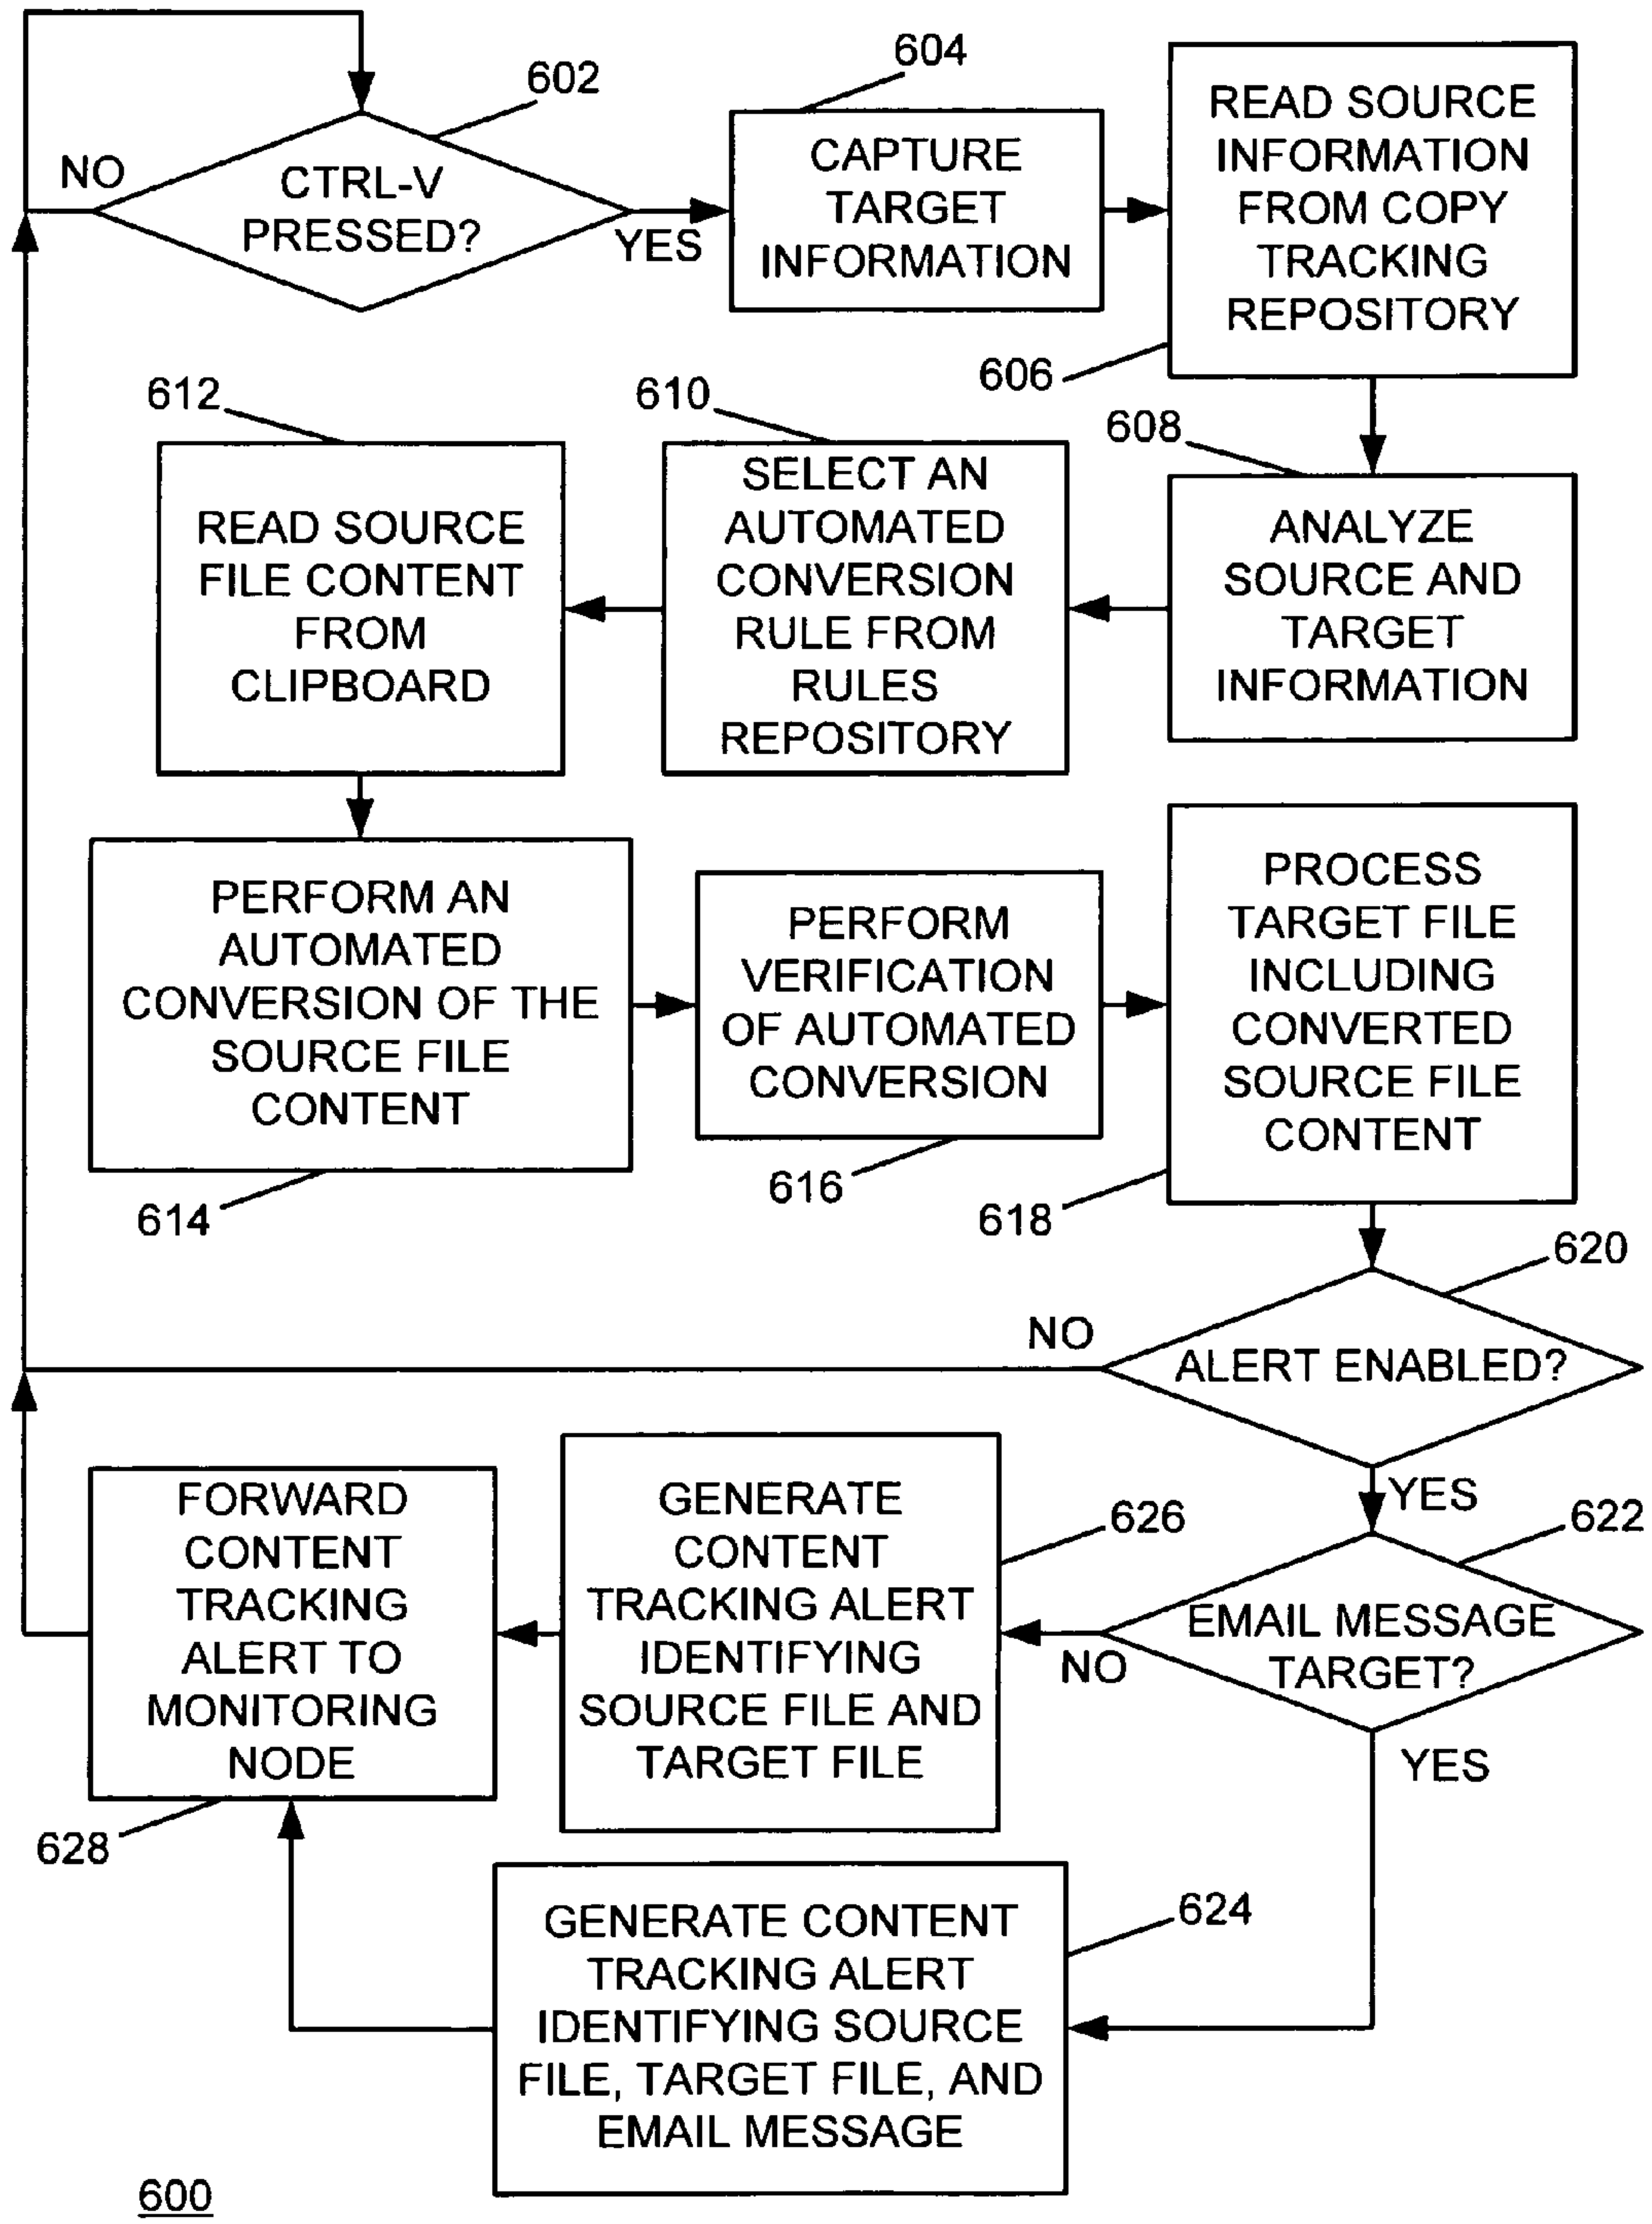 602
NO
CTRL-V
PRESSED?
YES
604
CAPTURE
TARGET
INFORMATION
READ SOURCE
INFORMATION
FROM COPY
TRACKING
REPOSITORY
606
608
ANALYZE
SOURCE AND
TARGET
INFORMATION
610
SELECT AN
AUTOMATED
CONVERSION
RULE FROM
RULES
REPOSITORY
612
READ SOURCE
FILE CONTENT
FROM
CLIPBOARD
PERFORM AN
AUTOMATED
CONVERSION OF THE
SOURCE FILE
CONTENT
614
PERFORM
VERIFICATION
OF AUTOMATED
CONVERSION
616
PROCESS
TARGET FILE
INCLUDING
CONVERTED
SOURCE FILE
CONTENT
618
620
NO
ALERT ENABLED?
YES
622
EMAIL MESSAGE
TARGET?
NO
YES
626
GENERATE
CONTENT
TRACKING ALERT
IDENTIFYING
SOURCE FILE AND
TARGET FILE
FORWARD
CONTENT
TRACKING
ALERT TO
MONITORING
NODE
628
624
GENERATE CONTENT
TRACKING ALERT
IDENTIFYING SOURCE
FILE, TARGET FILE, AND
EMAIL MESSAGE
600